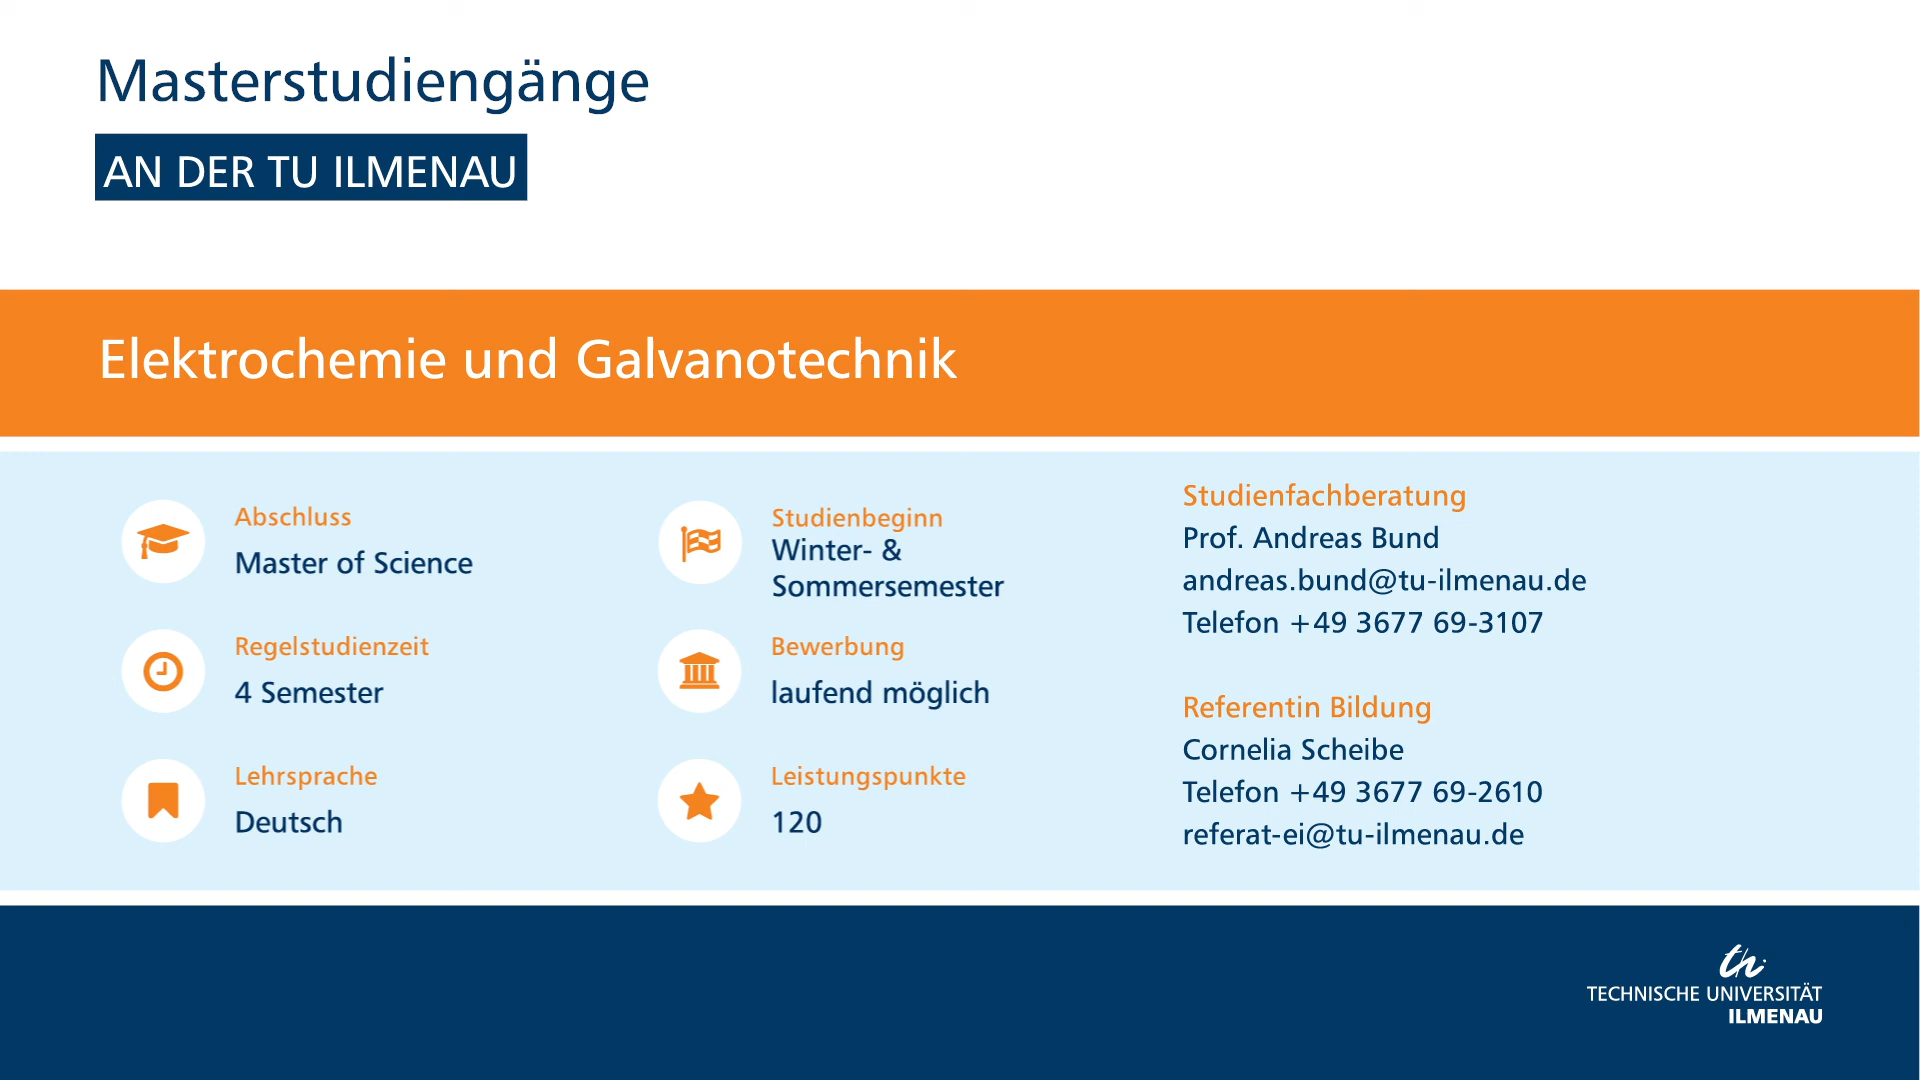 Masterstudiengänge
AN DER TU ILMENAU
Elektrochemie und Galvanotechnik
Abschluss
Master of Science
Regelstudienzeit
4 Semester
Lehrsprache
Deutsch
Studienbeginn
Winter- &
Sommersemester
Bewerbung
laufend möglich
Leistungspunkte
120
Studienfachberatung
Prof. Andreas Bund
andreas.bund@tu-ilmenau.de
Telefon +49 3677 69-3107
Referentin Bildung
Cornelia Scheibe
Telefon +49 3677 69-2610
referat-ei@tu-ilmenau.de
th
TECHNISCHE UNIVERSITÄT
ILMENAU